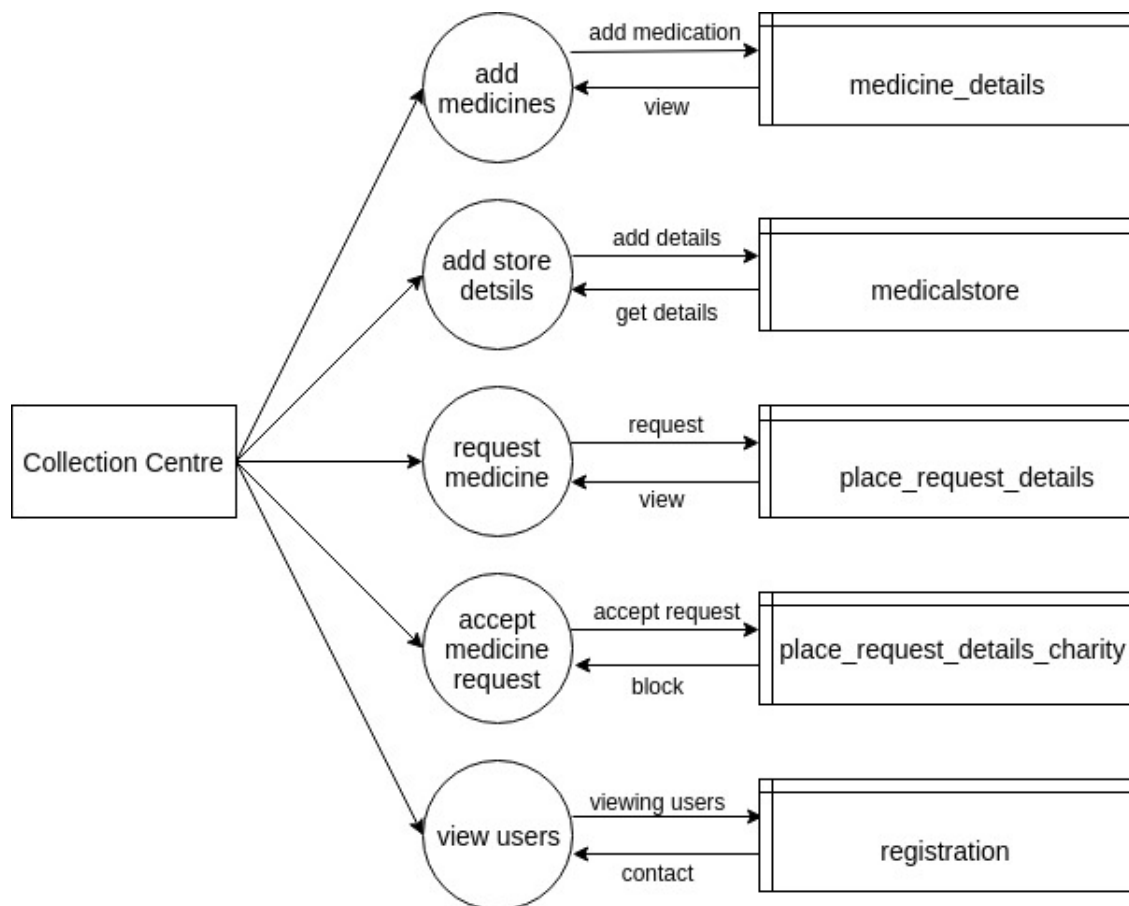 add medication
add
medicines
medicine_details
view
add details
add store
detsils
medicalstore
get details
request
Collection Centre
request
medicine
place_request_details
view
accept request
accept
medicine
request
place_request_details_charity
block
viewing users
view users
registration
contact